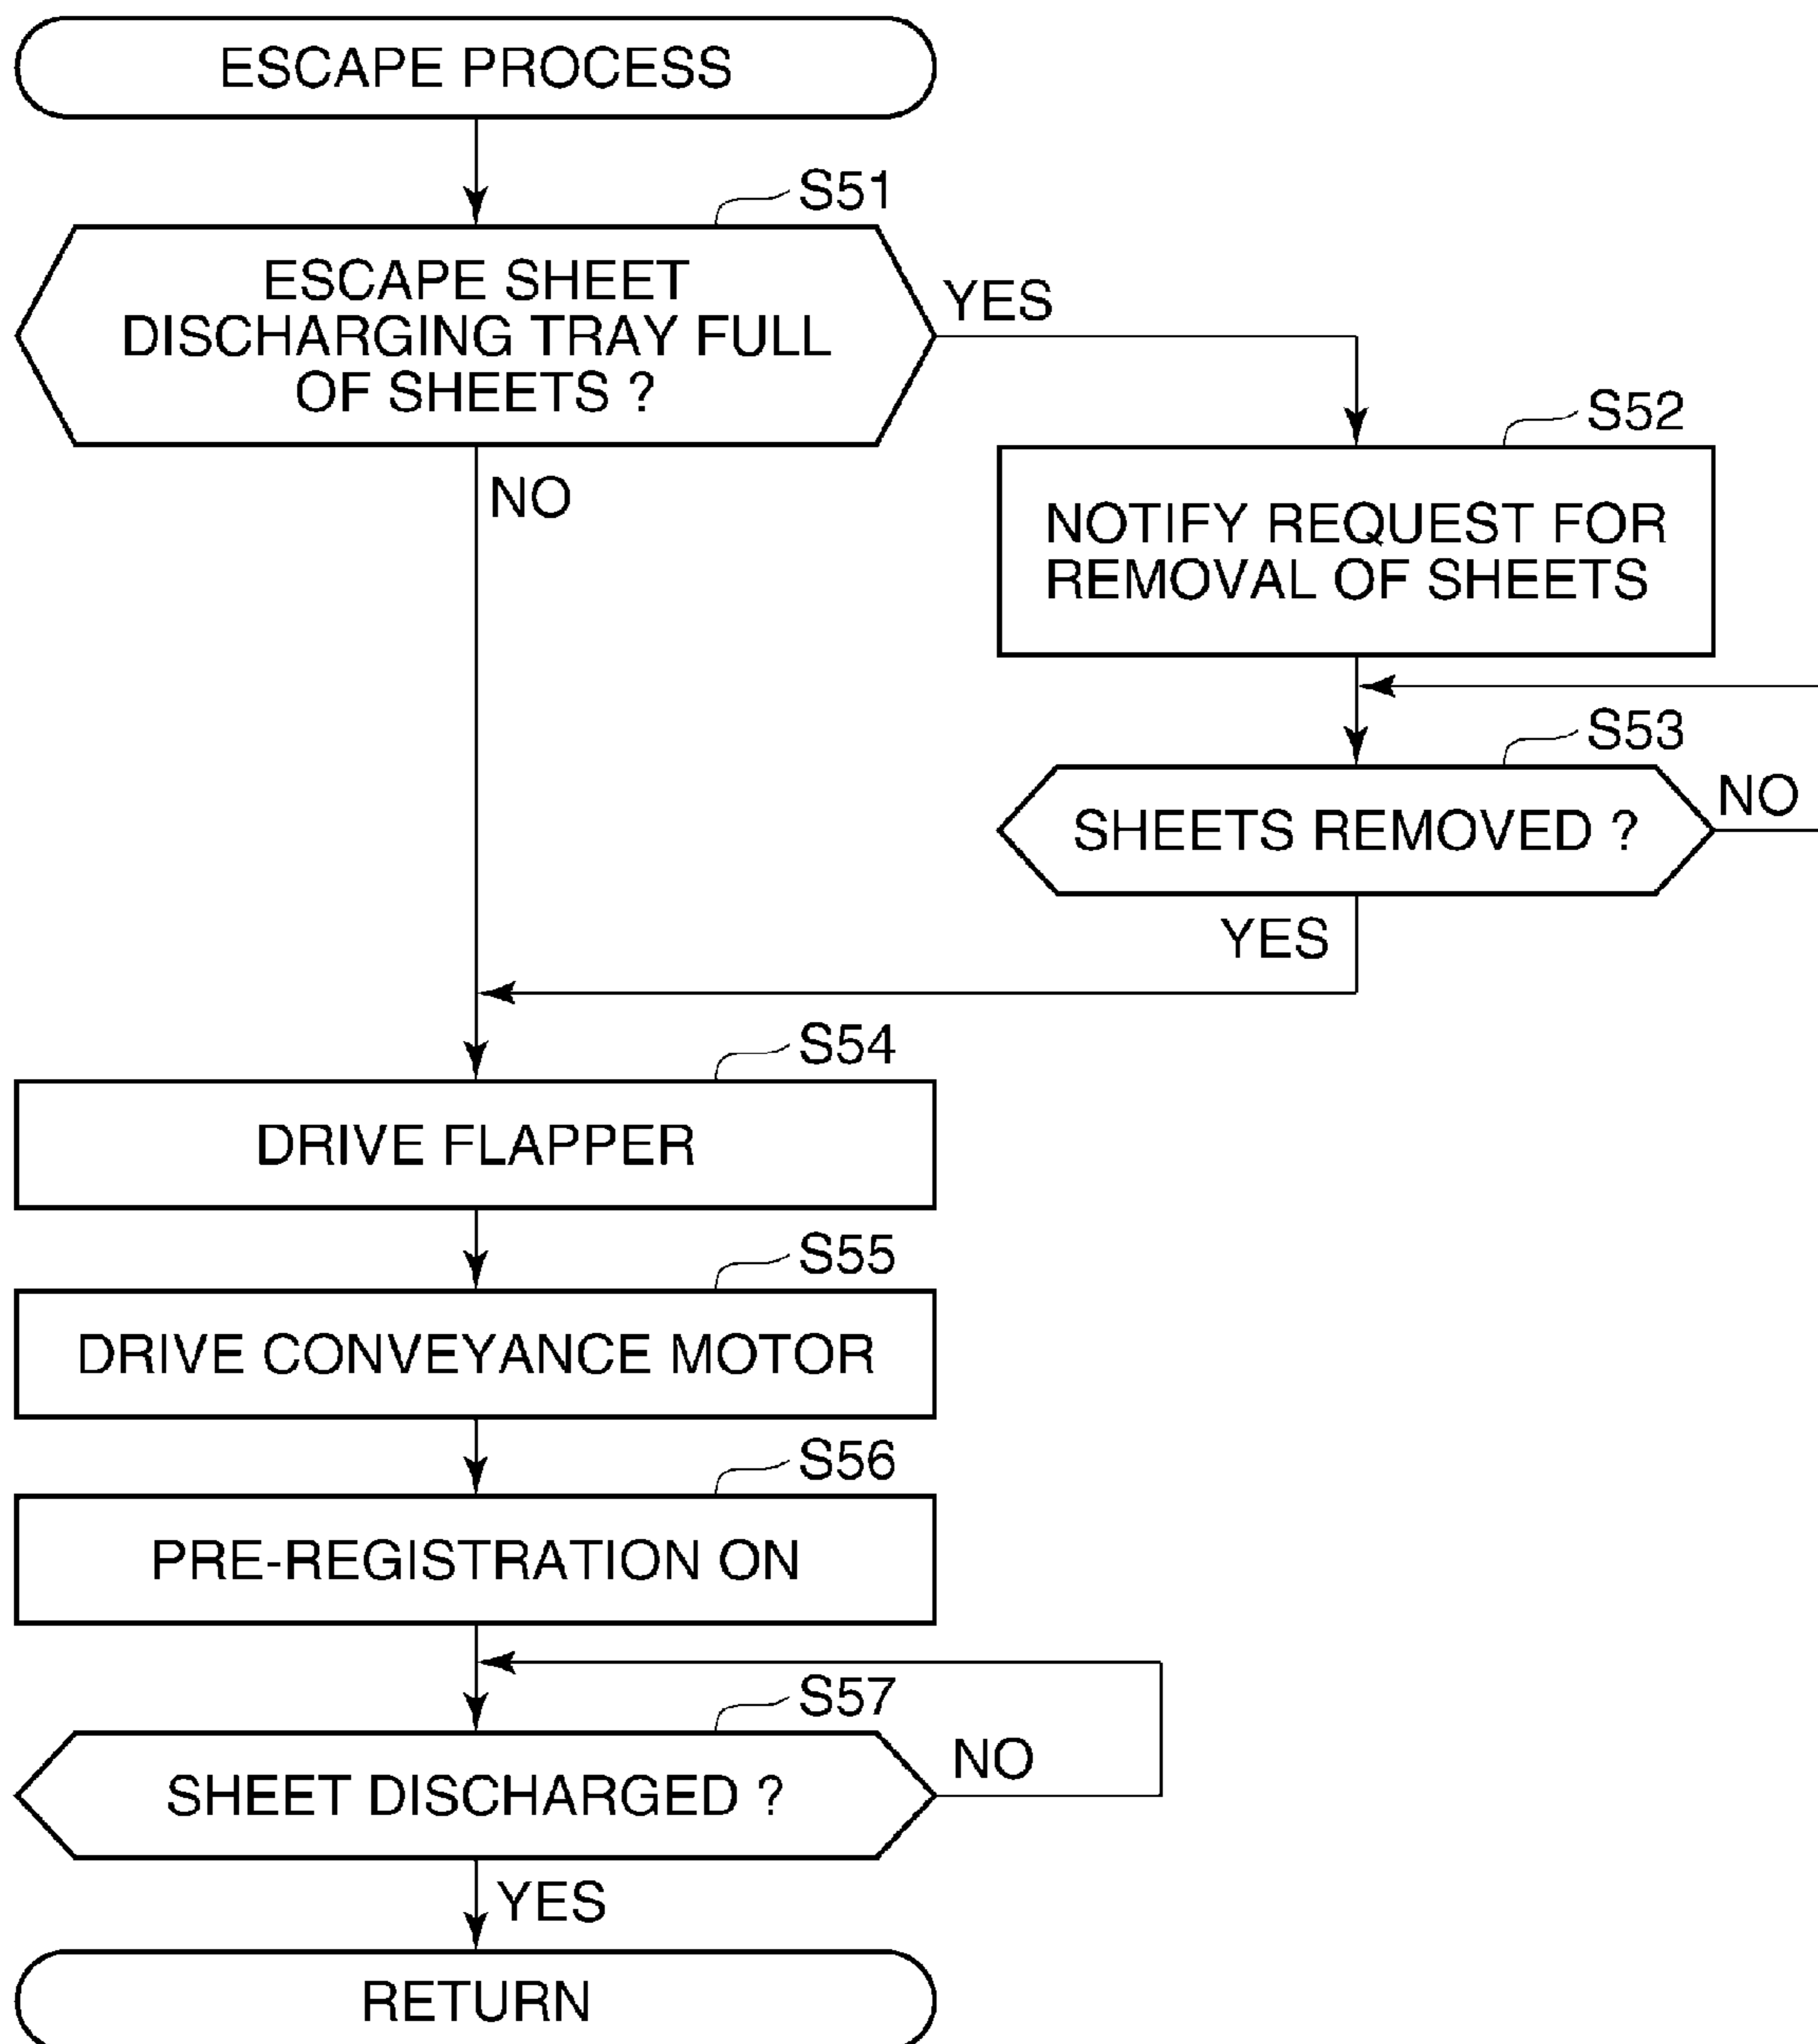 ESCAPE PROCESS
S51
ESCAPE SHEET
DISCHARGING TRAY FULL
OF SHEETS ?
YES
NO
S52
NOTIFY REQUEST FOR
REMOVAL OF SHEETS
S53
SHEETS REMOVED ?
NO
YES
S54
DRIVE FLAPPER
S55
DRIVE CONVEYANCE MOTOR
S56
PRE-REGISTRATION ON
S57
SHEET DISCHARGED ?
NO
YES
RETURN